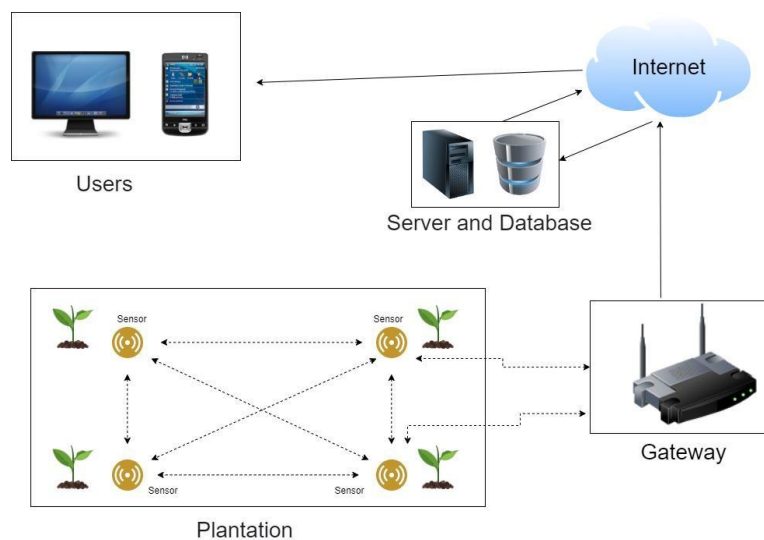 Internet
Users
Server and Database
Sensor
Sensor
Sensor
Sensor
Gateway
Plantation